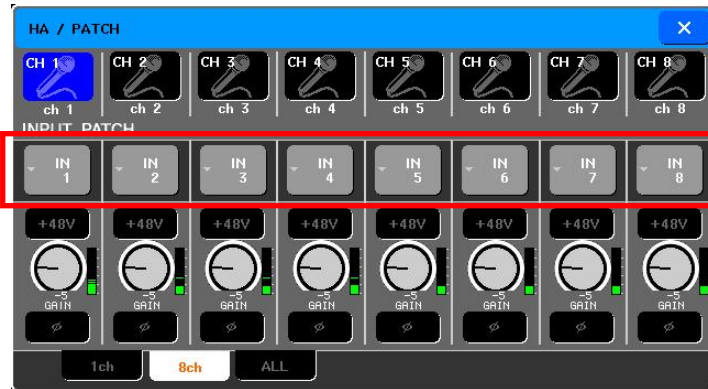 HA / PATCH ×
CH 1 CH 2 CH 3 CH 4 CH 5 CH 6 CH 7 CH 8
ch 1 ch 2 ch 3 ch 4 ch 5 ch 6 ch 7 ch 8
INPUT PATCH
IN IN IN IN IN IN IN IN
1 2 3 4 5 6 7 8
+48V +48V +48V +48V +48V +48V +48V +48V
-5 -5 -5 -5 -5 -5 -5 -5
GAIN GAIN GAIN GAIN GAIN GAIN GAIN GAIN
ø ø ø ø ø ø ø ø
1ch 8ch ALL